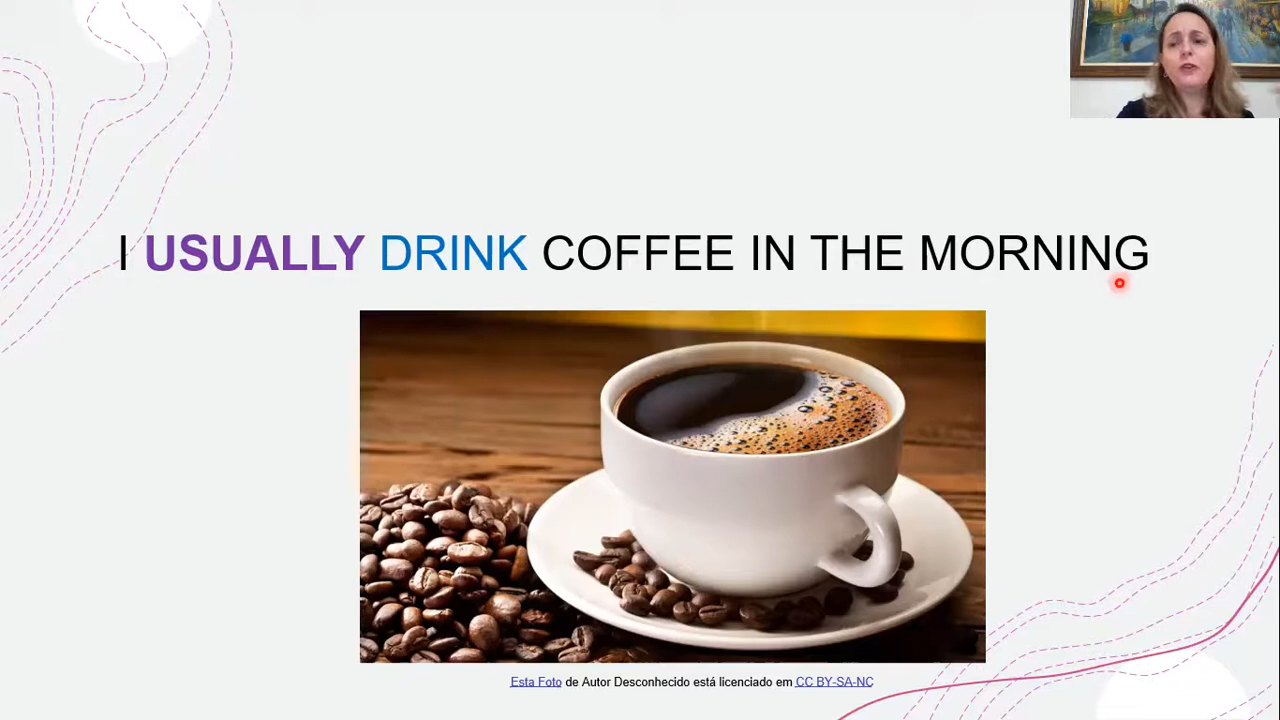 I USUALLY DRINK COFFEE IN THE MORNING
Esta Foto de Autor Desconhecido está licenciado em CC BY-SA-NC